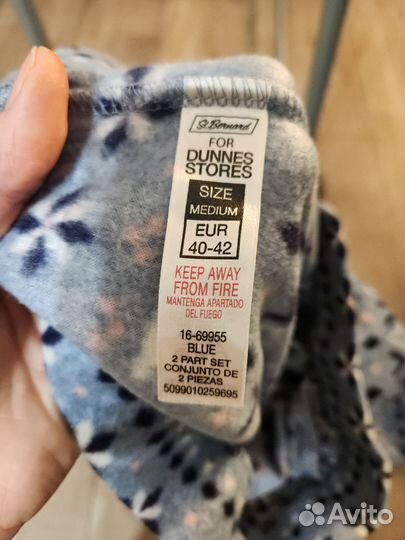 St. Bernard
FOR
DUNNES
STORES
SIZE
MEDIUM
EUR
40-42
KEEP AWAY
FROM FIRE
MANTENGA APARTADO
DEL FUEGO
16-69955
BLUE
2 PART SET
CONJUNTO DE
2 PIEZAS
5099010259695
Avito